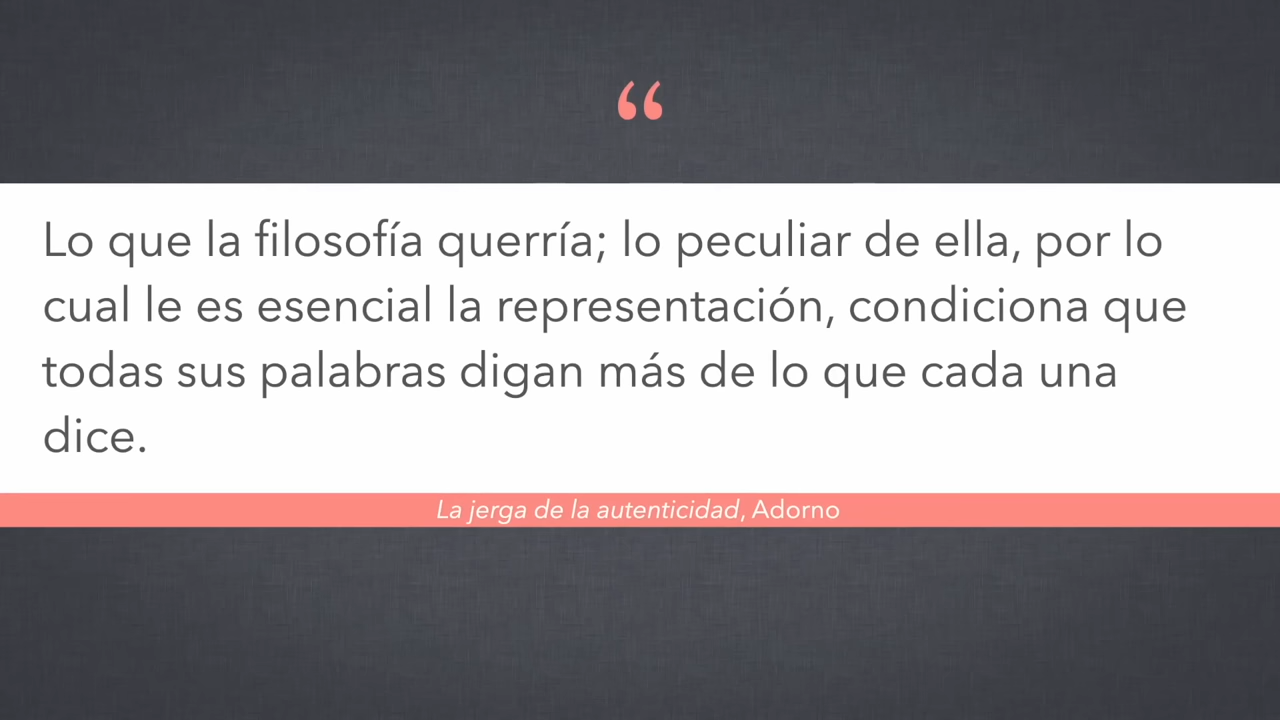 “
Lo que la filosofía querría; lo peculiar de ella, por lo
cual le es esencial la representación, condiciona que
todas sus palabras digan más de lo que cada una
dice.
La jerga de la autenticidad, Adorno